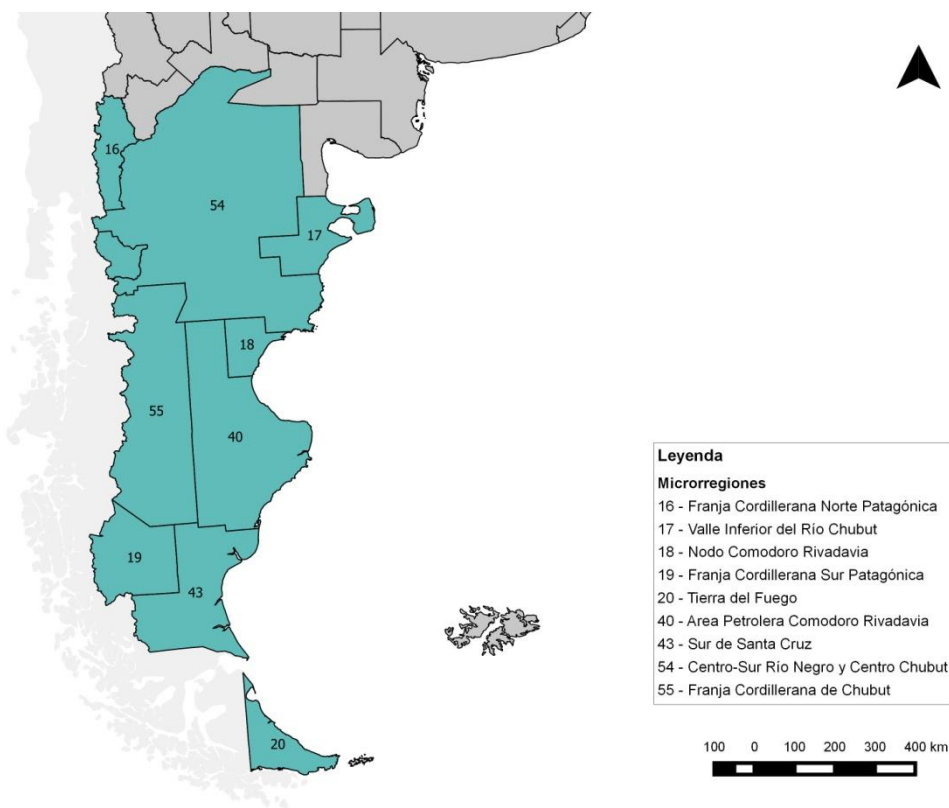 16
54
17
18
55
40
19
43
20
Leyenda
Microrregiones
16 - Franja Cordillerana Norte Patagónica
17 - Valle Inferior del Río Chubut
18 - Nodo Comodoro Rivadavia
19 - Franja Cordillerana Sur Patagónica
20 - Tierra del Fuego
40 - Area Petrolera Comodoro Rivadavia
43 - Sur de Santa Cruz
54 - Centro-Sur Río Negro y Centro Chubut
55 - Franja Cordillerana de Chubut
100 0 100 200 300 400 km